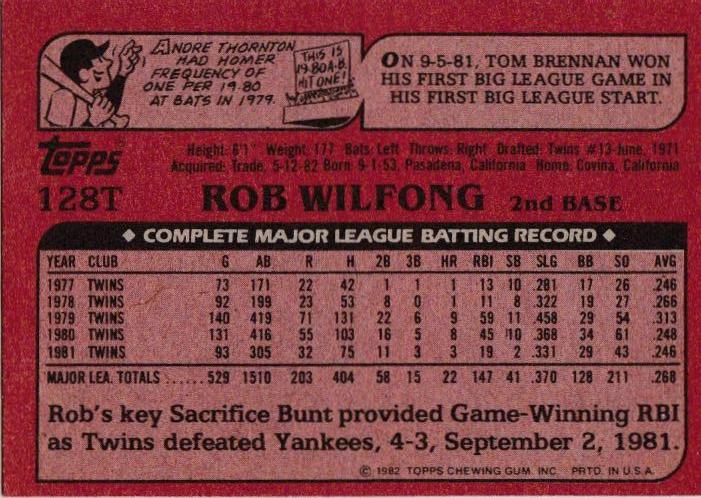 ANDRE THORNTON
HAD HOMER
FREQUENCY OF
ONE PER 19.80
AT BATS IN 1979.
THIS IS
19.80 A.B.
HIT ONE!
ON 9-5-81, TOM BRENNAN WON
HIS FIRST BIG LEAGUE GAME IN
HIS FIRST BIG LEAGUE START.
TOPPS®
Height: 6'1" Weight: 177 Bats: Left Throws: Right Drafted: Twins #13-June, 1971
Acquired: Trade, 5-12-82 Born: 9-1-53, Pasadena, California Home: Covina, California
128T ROB WILFONG 2nd BASE
◆ COMPLETE MAJOR LEAGUE BATTING RECORD ◆
YEAR CLUB G AB R H 2B 3B HR RBI SB SLG BB SO AVG
1977 TWINS 73 171 22 42 1 1 1 13 10 .281 17 26 .246
1978 TWINS 92 199 23 53 8 0 1 11 8 .322 19 27 .266
1979 TWINS 140 419 71 131 22 6 9 59 11 .458 29 54 .313
1980 TWINS 131 416 55 103 16 5 8 45 10 .368 34 61 .248
1981 TWINS 93 305 32 75 11 3 3 19 2 .331 29 43 .246
MAJOR LEA. TOTALS ...... 529 1510 203 404 58 15 22 147 41 .370 128 211 .268
Rob's key Sacrifice Bunt provided Game-Winning RBI
as Twins defeated Yankees, 4-3, September 2, 1981.
© 1982 TOPPS CHEWING GUM, INC. PRTD. IN U.S.A.